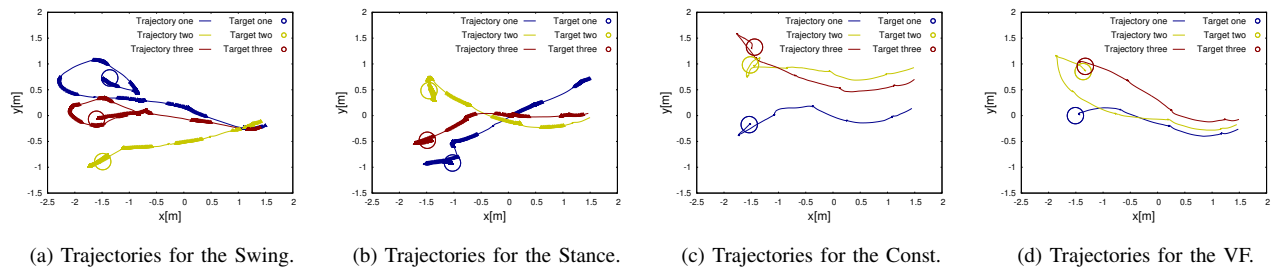 2
1.5
1
0.5
0
-0.5
-1
-1.5
y[m]
-2.5 -2 -1.5 -1 -0.5 0 0.5 1 1.5 2
x[m]
Trajectory one Target one
Trajectory two Target two
Trajectory three Target three
(a) Trajectories for the Swing.
2
1.5
1
0.5
0
-0.5
-1
-1.5
y[m]
-2.5 -2 -1.5 -1 -0.5 0 0.5 1 1.5 2
x[m]
Trajectory one Target one
Trajectory two Target two
Trajectory three Target three
(b) Trajectories for the Stance.
2
1.5
1
0.5
0
-0.5
-1
-1.5
y[m]
-2.5 -2 -1.5 -1 -0.5 0 0.5 1 1.5 2
x[m]
Trajectory one Target one
Trajectory two Target two
Trajectory three Target three
(c) Trajectories for the Const.
2
1.5
1
0.5
0
-0.5
-1
-1.5
y[m]
-2.5 -2 -1.5 -1 -0.5 0 0.5 1 1.5 2
x[m]
Trajectory one Target one
Trajectory two Target two
Trajectory three Target three
(d) Trajectories for the VF.